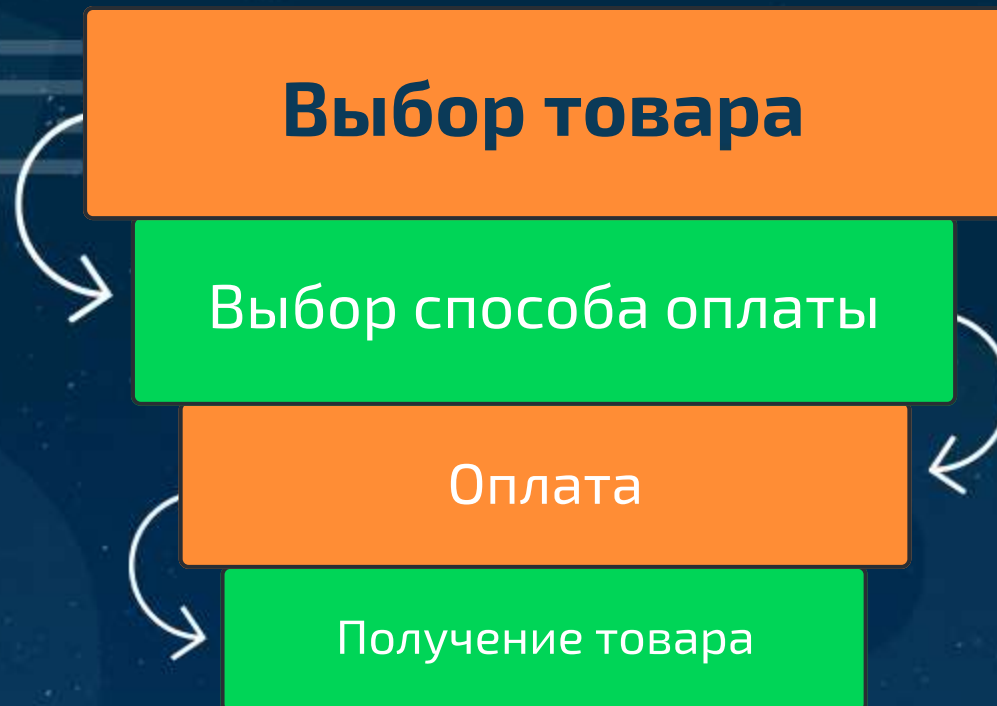 Выбор товара
Выбор способа оплаты
Оплата
Получение товара